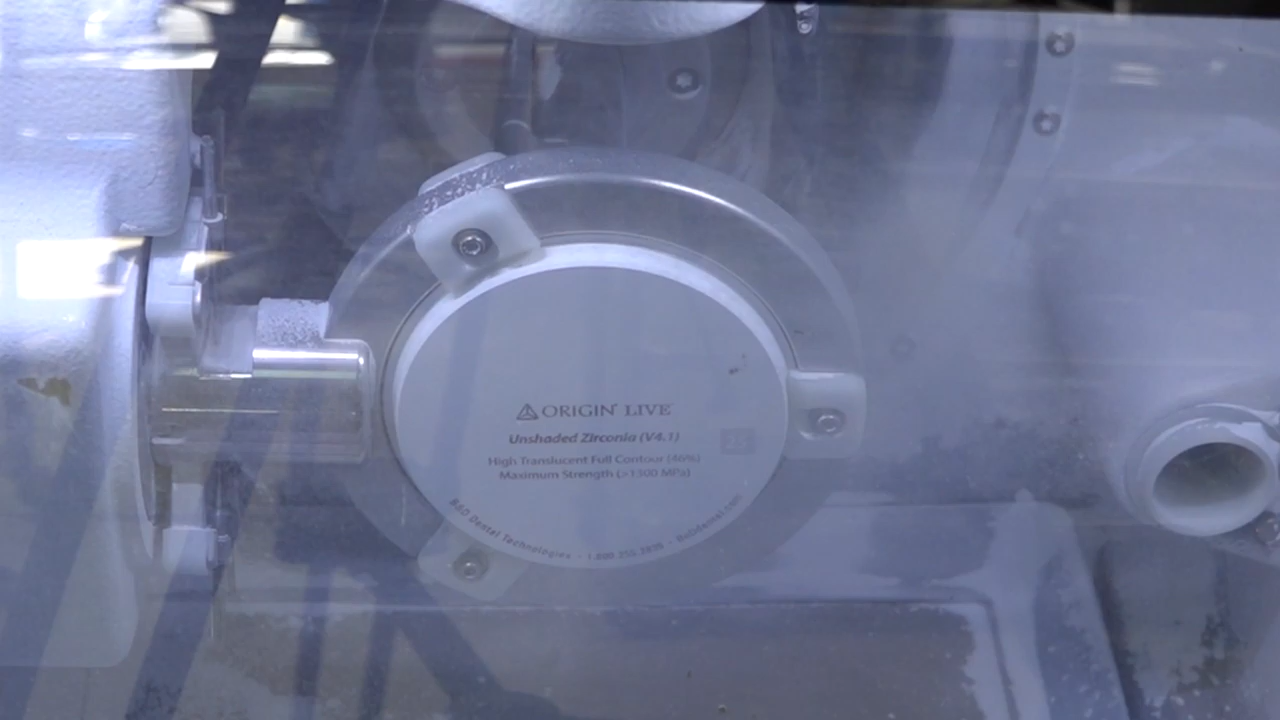 ORIGIN LIVE
Unshaded Zirconia (V4.1)
High Translucent Full Contour (46%)
Maximum Strength (>1300 MPa)
B&D Dental Technologies -